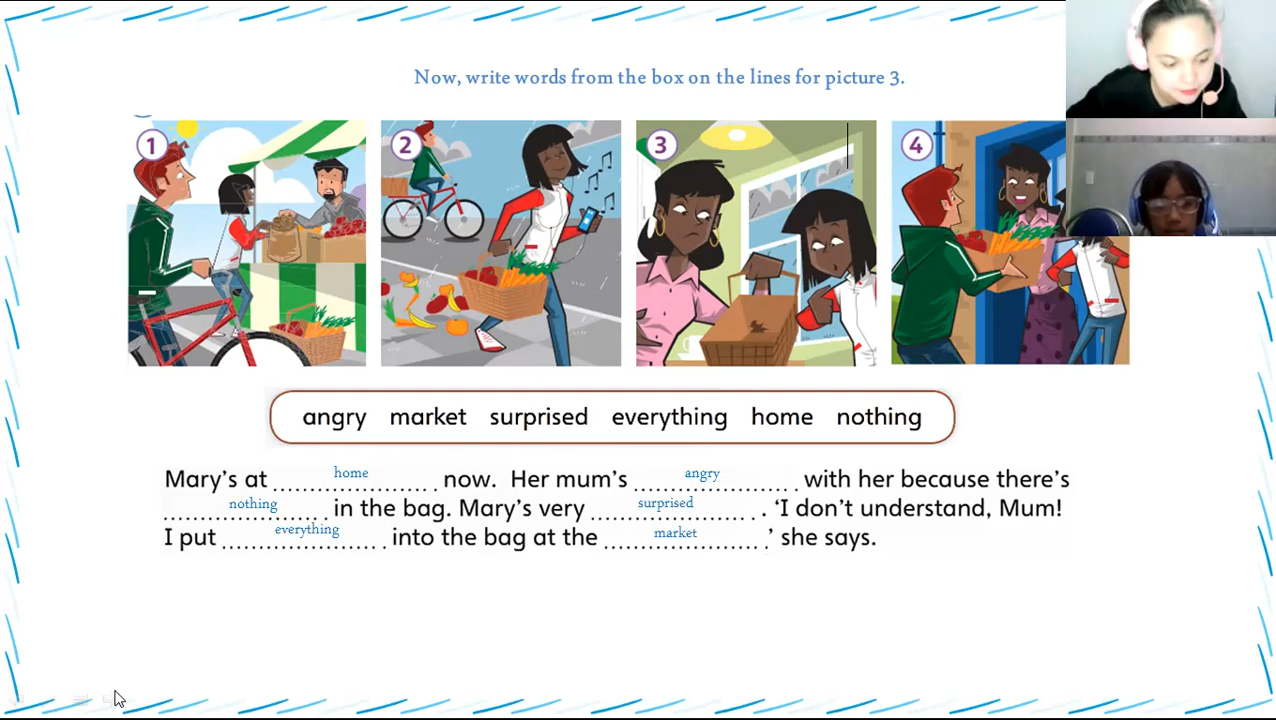 Now, write words from the box on the lines for picture 3.
1 2 3 4
angry market surprised everything home nothing
Mary's at home now. Her mum's angry with her because there's
nothing in the bag. Mary's very surprised. 'I don't understand, Mum!
I put everything into the bag at the market.' she says.